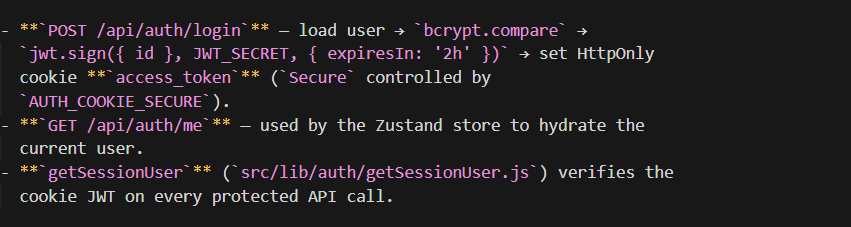 - **`POST /api/auth/login`** — load user → `bcrypt.compare` →
`jwt.sign({ id }, JWT_SECRET, { expiresIn: '2h' })` → set HttpOnly
cookie **`access_token`** (`Secure` controlled by
`AUTH_COOKIE_SECURE`).
- **`GET /api/auth/me`** — used by the Zustand store to hydrate the
current user.
- **`getSessionUser`** (`src/lib/auth/getSessionUser.js`) verifies the
cookie JWT on every protected API call.